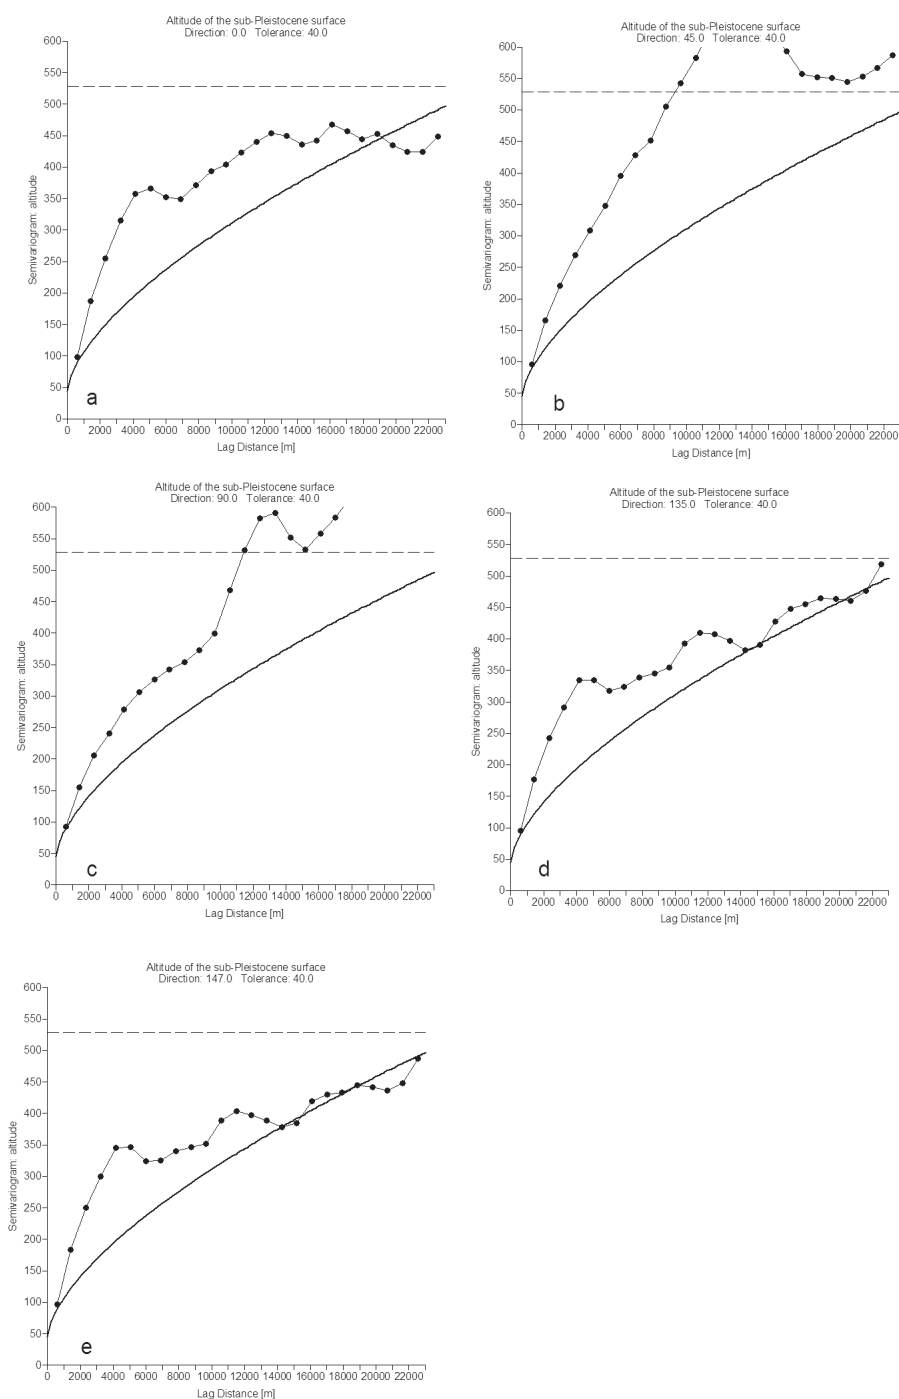 Altitude of the sub-Pleistocene surface
Direction: 0.0 Tolerance: 40.0
600
550
500
450
400
350
300
250
200
150
100
50
0
Semivariogram: altitude
a
0 2000 4000 6000 8000 10000 12000 14000 16000 18000 20000 22000
Lag Distance [m]
Altitude of the sub-Pleistocene surface
Direction: 45.0 Tolerance: 40.0
600
550
500
450
400
350
300
250
200
150
100
50
0
Semivariogram: altitude
b
0 2000 4000 6000 8000 10000 12000 14000 16000 18000 20000 22000
Lag Distance [m]
Altitude of the sub-Pleistocene surface
Direction: 90.0 Tolerance: 40.0
600
550
500
450
400
350
300
250
200
150
100
50
0
Semivariogram: altitude
c
0 2000 4000 6000 8000 10000 12000 14000 16000 18000 20000 22000
Lag Distance [m]
Altitude of the sub-Pleistocene surface
Direction: 135.0 Tolerance: 40.0
600
550
500
450
400
350
300
250
200
150
100
50
0
Semivariogram: altitude
d
0 2000 4000 6000 8000 10000 12000 14000 16000 18000 20000 22000
Lag Distance [m]
Altitude of the sub-Pleistocene surface
Direction: 147.0 Tolerance: 40.0
600
550
500
450
400
350
300
250
200
150
100
50
0
Semivariogram: altitude
e
0 2000 4000 6000 8000 10000 12000 14000 16000 18000 20000 22000
Lag Distance [m]